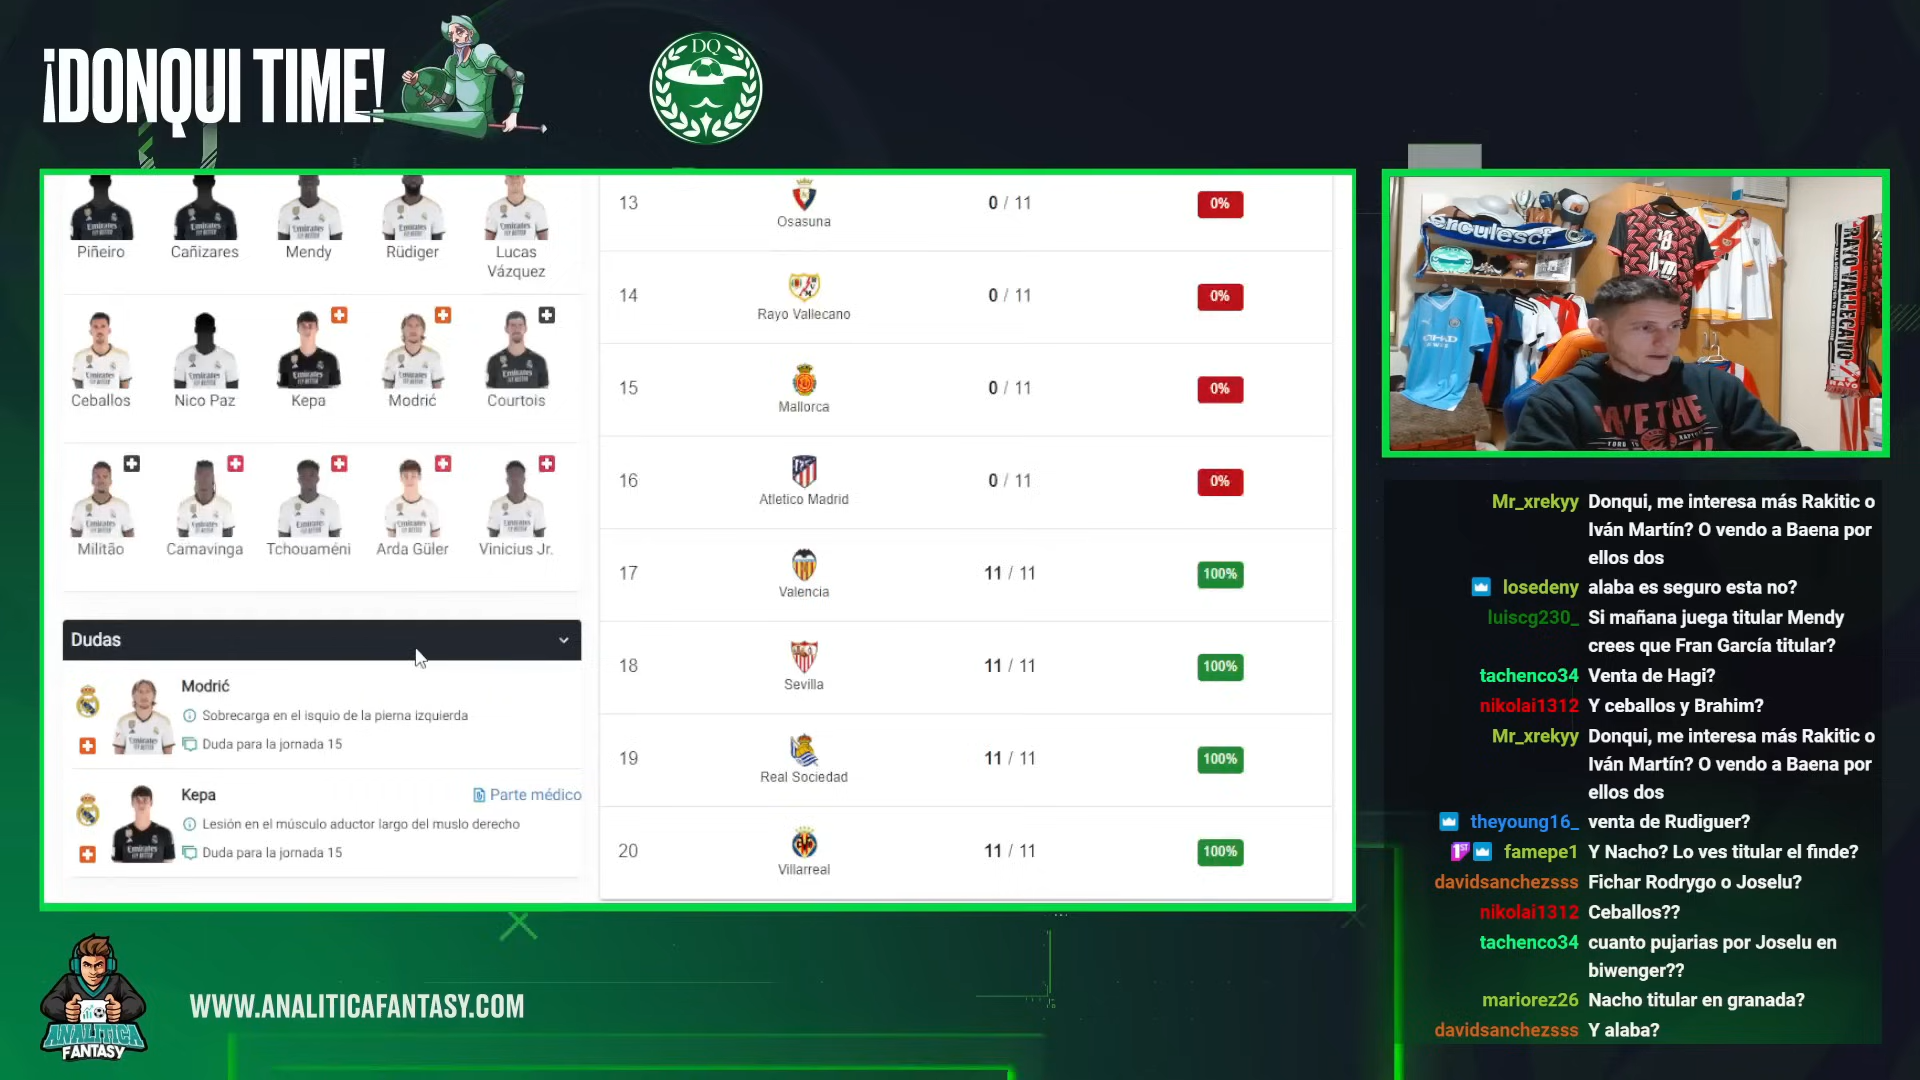 ¡DONQUI TIME!
DQ
Piñeiro
Cañizares
Mendy
Rüdiger
Lucas
Vázquez
Ceballos
Nico Paz
Kepa
Modrić
Courtois
Militão
Camavinga
Tchouaméni
Arda Güler
Vinicius Jr.
Dudas
Modrić
Sobrecarga en el isquio de la pierna izquierda
Duda para la jornada 15
Kepa
Parte médico
Lesión en el músculo aductor largo del muslo derecho
Duda para la jornada 15
13 Osasuna 0 / 11 0%
14 Rayo Vallecano 0 / 11 0%
15 Mallorca 0 / 11 0%
16 Atletico Madrid 0 / 11 0%
17 Valencia 11 / 11 100%
18 Sevilla 11 / 11 100%
19 Real Sociedad 11 / 11 100%
20 Villarreal 11 / 11 100%
erculescf
18
RAYO VALLECANO
WE THE
Mr_xrekyy Donqui, me interesa más Rakitic o
Iván Martín? O vendo a Baena por
ellos dos
losedeny alaba es seguro esta no?
luiscg230_ Si mañana juega titular Mendy
crees que Fran García titular?
tachenco34 Venta de Hagi?
nikolai1312 Y ceballos y Brahim?
Mr_xrekyy Donqui, me interesa más Rakitic o
Iván Martín? O vendo a Baena por
ellos dos
theyoung16_ venta de Rudiguer?
1ST famepe1 Y Nacho? Lo ves titular el finde?
davidsanchezsss Fichar Rodrygo o Joselu?
nikolai1312 Ceballos??
tachenco34 cuanto pujarias por Joselu en
biwenger??
mariorez26 Nacho titular en granada?
davidsanchezsss Y alaba?
ANALITICA
FANTASY
WWW.ANALITICAFANTASY.COM